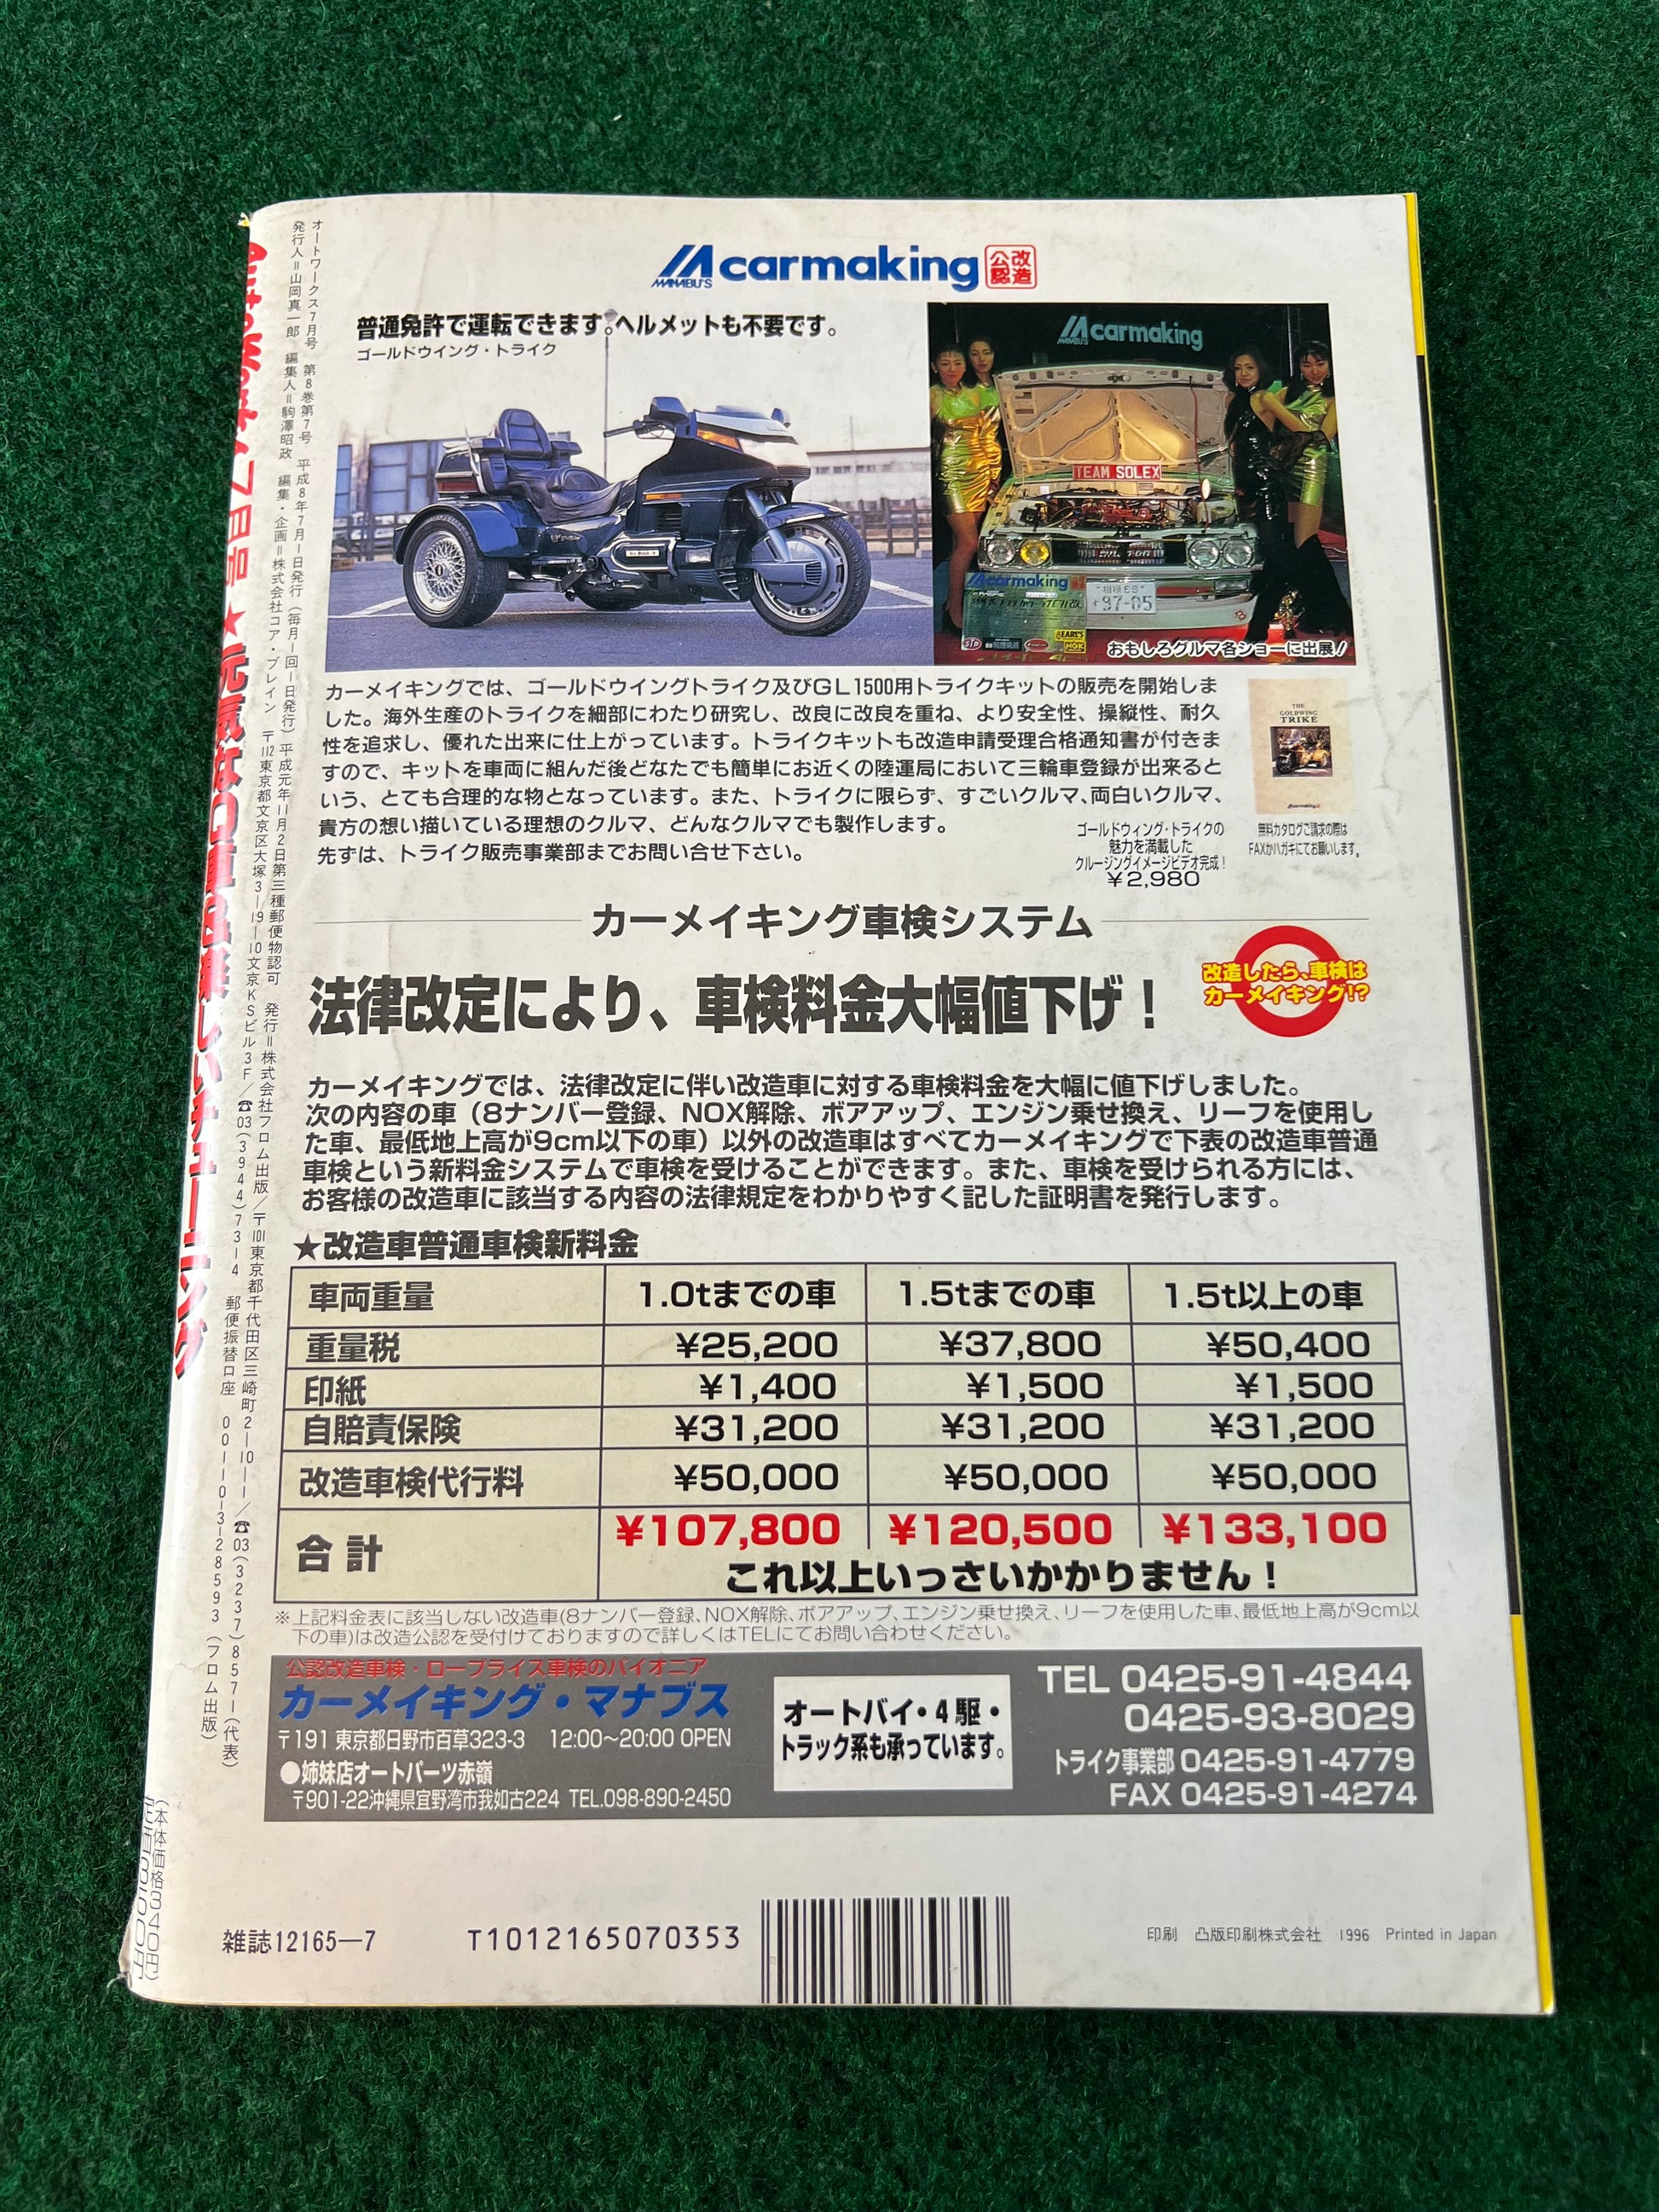 MANABU'S carmaking 公認改造
普通免許で運転できます。ヘルメットも不要です。
ゴールドウイング・トライク
MANABU'S carmaking
TEAM SOLEX
carmaking
97-05
おもしろグルマ各ショーに出展!
カーメイキングでは、ゴールドウイングトライク及びGL1500用トライクキットの販売を開始しま
した。海外生産のトライクを細部にわたり研究し、改良に改良を重ね、より安全性、操縦性、耐久
性を追求し、優れた出来に仕上がっています。トライクキットも改造申請受理合格通知書が付きま
すので、キットを車両に組んだ後どなたでも簡単にお近くの陸運局において三輪車登録が出来ると
いう、とても合理的な物となっています。また、トライクに限らず、すごいクルマ、面白いクルマ、
貴方の想い描いている理想のクルマ、どんなクルマでも製作します。
先ずは、トライク販売事業部までお問い合せ下さい。
THE
GOLDWING
TRIKE
carmaking
ゴールドウィング・トライクの
魅力を満載した
クルージングイメージビデオ完成!
¥2,980
無料カタログご請求の際は
FAXかハガキにてお願いします。
カーメイキング車検システム
法律改定により、車検料金大幅値下げ!
改造したら、車検は
カーメイキング!?
カーメイキングでは、法律改定に伴い改造車に対する車検料金を大幅に値下げしました。
次の内容の車(8ナンバー登録、NOX解除、ボアアップ、エンジン乗せ換え、リーフを使用し
た車、最低地上高が9cm以下の車)以外の改造車はすべてカーメイキングで下表の改造車普通
車検という新料金システムで車検を受けることができます。また、車検を受けられる方には、
お客様の改造車に該当する内容の法律規定をわかりやすく記した証明書を発行します。
★改造車普通車検新料金
車両重量 1.0tまでの車 1.5tまでの車 1.5t以上の車
重量税 ¥25,200 ¥37,800 ¥50,400
印紙 ¥1,400 ¥1,500 ¥1,500
自賠責保険 ¥31,200 ¥31,200 ¥31,200
改造車検代行料 ¥50,000 ¥50,000 ¥50,000
合計 ¥107,800 ¥120,500 ¥133,100
これ以上いっさいかかりません!
※上記料金表に該当しない改造車(8ナンバー登録、NOX解除、ボアアップ、エンジン乗せ換え、リーフを使用した車、最低地上高が9cm以
下の車)は改造公認を受付けておりますので詳しくはTELにてお問い合わせください。
公認改造車検・ロープライス車検のパイオニア
カーメイキング・マナブス
〒191 東京都日野市百草323-3 12:00~20:00 OPEN
●姉妹店オートパーツ赤嶺
〒901-22沖縄県宜野湾市我如古224 TEL.098-890-2450
オートバイ・4駆・
トラック系も承っています。
TEL 0425-91-4844
0425-93-8029
トライク事業部 0425-91-4779
FAX 0425-91-4274
雑誌12165—7
T1012165070353
印刷 凸版印刷株式会社 1996 Printed in Japan
オートワークス7月号 第8巻第7号 平成8年7月1日発行(毎月1回1日発行)平成元年11月2日第三種郵便物認可 発行=株式会社フロム出版/〒101東京都千代田区三崎町2—10—1/☎03(3237)8571(代表)
発行人=山岡真一郎 編集人=駒澤昭政 編集・企画=株式会社コア・ブレイン 〒112東京都文京区大塚3—19—10文京KSビル3F/☎03(3944)7314 郵便振替口座 001—10—3—28593(フロム出版)
(本体価格340円)